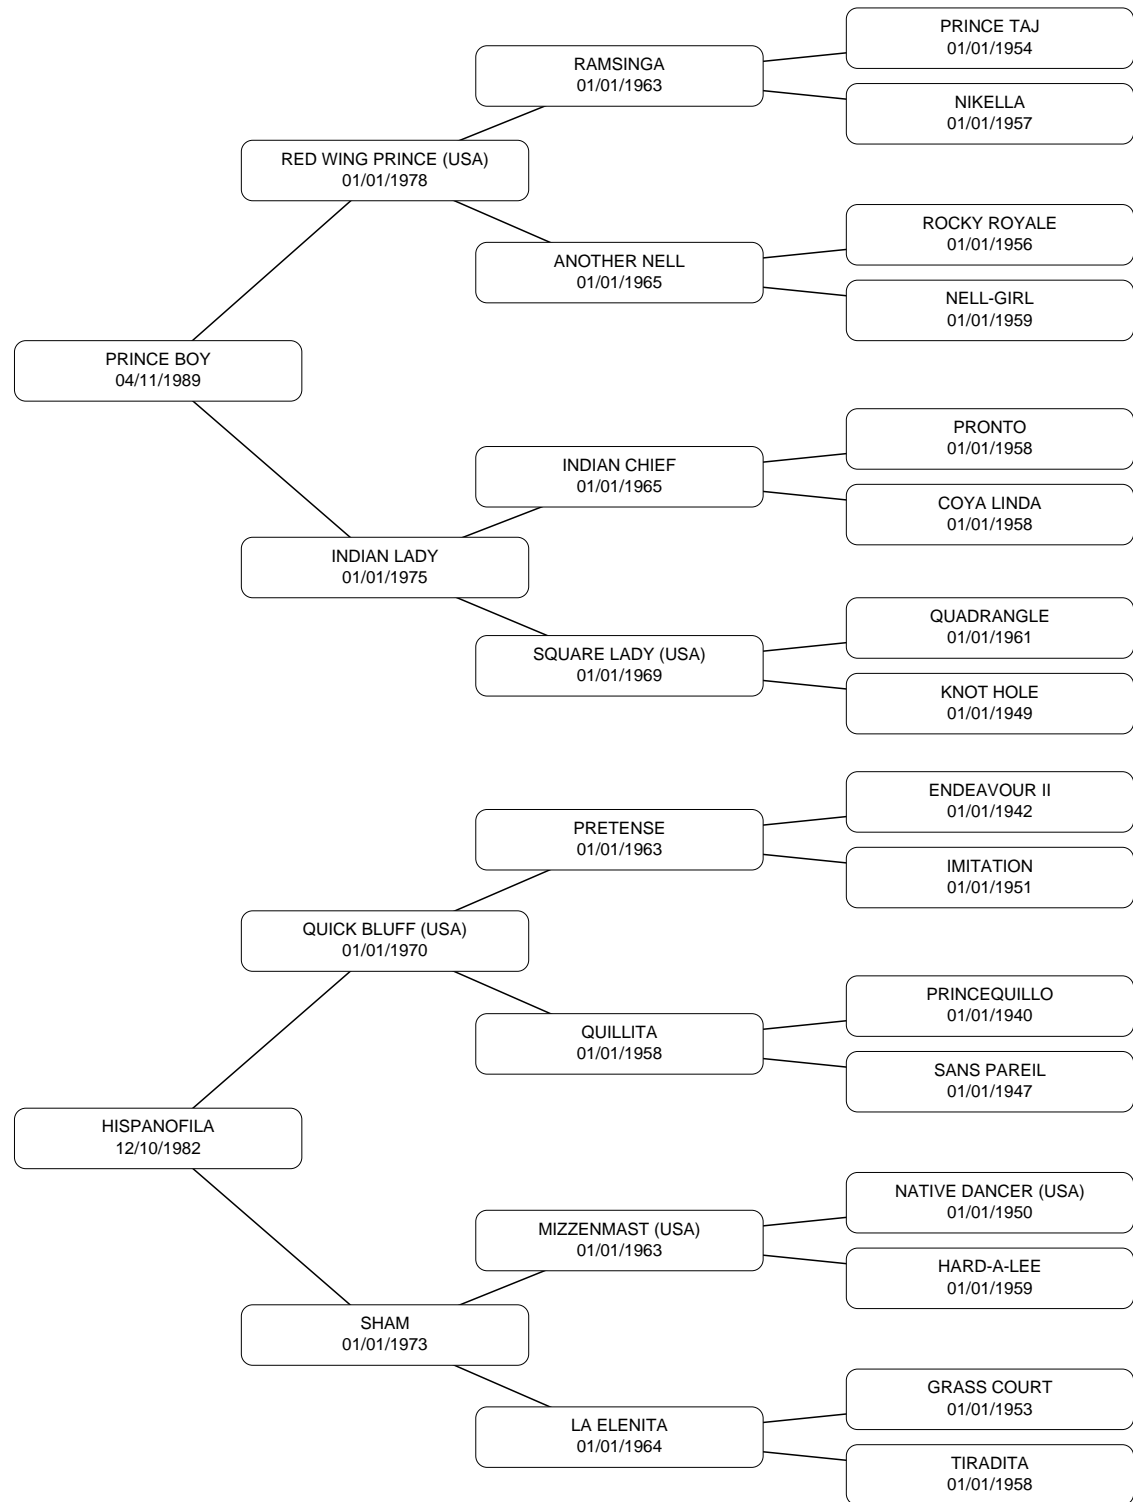 PRINCE TAJ
01/01/1954
RAMSINGA
01/01/1963
NIKELLA
01/01/1957
RED WING PRINCE (USA)
01/01/1978
ROCKY ROYALE
01/01/1956
ANOTHER NELL
01/01/1965
NELL-GIRL
01/01/1959
PRINCE BOY
04/11/1989
PRONTO
01/01/1958
INDIAN CHIEF
01/01/1965
COYA LINDA
01/01/1958
INDIAN LADY
01/01/1975
QUADRANGLE
01/01/1961
SQUARE LADY (USA)
01/01/1969
KNOT HOLE
01/01/1949
ENDEAVOUR II
01/01/1942
PRETENSE
01/01/1963
IMITATION
01/01/1951
QUICK BLUFF (USA)
01/01/1970
PRINCEQUILLO
01/01/1940
QUILLITA
01/01/1958
SANS PAREIL
01/01/1947
HISPANOFILA
12/10/1982
NATIVE DANCER (USA)
01/01/1950
MIZZENMAST (USA)
01/01/1963
HARD-A-LEE
01/01/1959
SHAM
01/01/1973
GRASS COURT
01/01/1953
LA ELENITA
01/01/1964
TIRADITA
01/01/1958